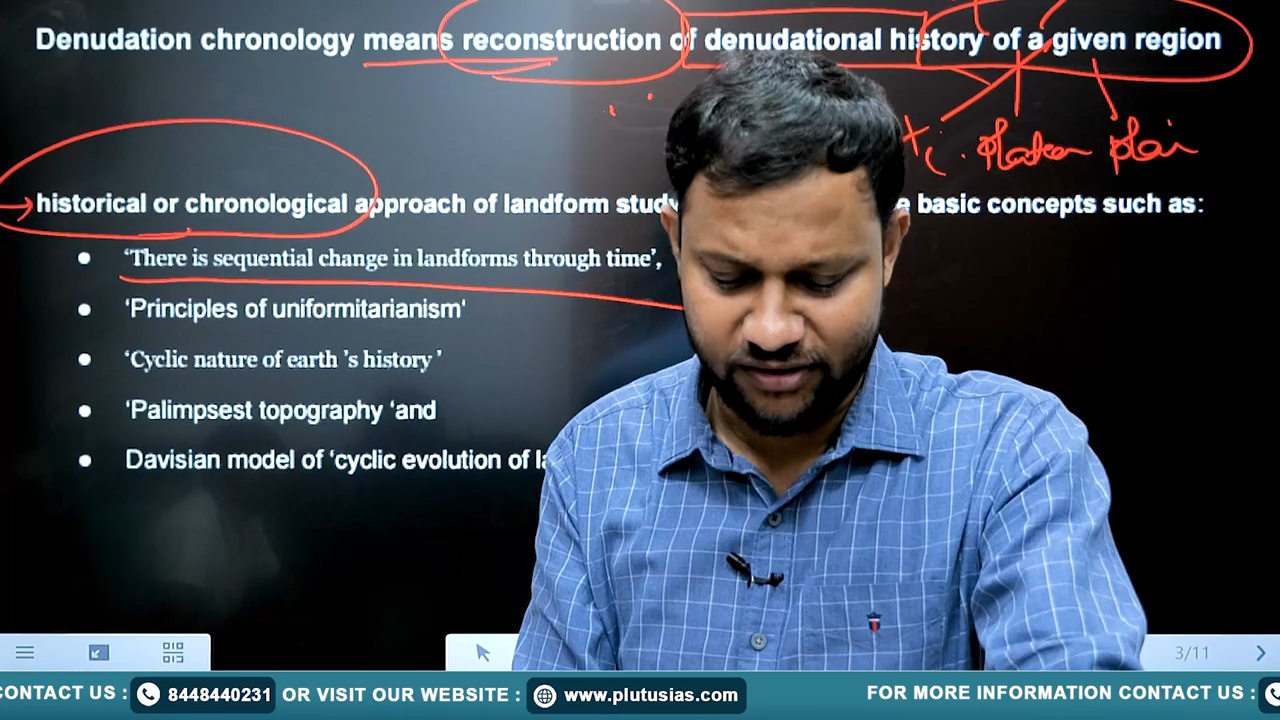 Denudation chronology means reconstruction of denudational history of a given region
plateau plain
historical or chronological approach of landform study basic concepts such as:
• ‘There is sequential change in landforms through time’,
• ‘Principles of uniformitarianism‘
• ‘Cyclic nature of earth ’s history ’
• ‘Palimpsest topography ‘and
• Davisian model of ‘cyclic evolution of
3/11
CONTACT US : 8448440231 OR VISIT OUR WEBSITE : www.plutusias.com FOR MORE INFORMATION CONTACT US :